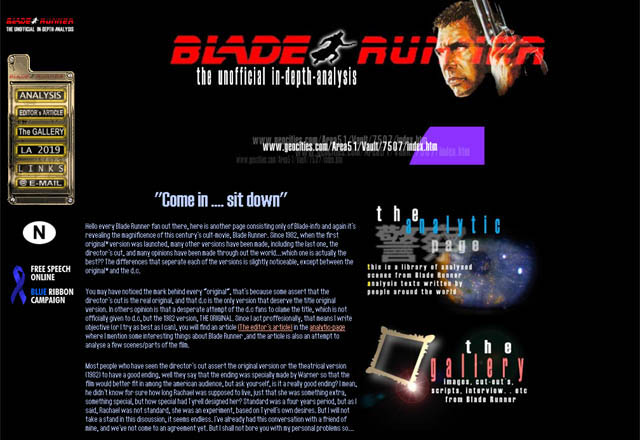 BLADE RUNNER
THE UNOFFICIAL IN-DEPTH-ANALYSIS
BLADE RUNNER
the unofficial in-depth-analysis
ANALYSIS
EDITOR's ARTICLE
The GALLERY
LA 2019
LINKS
@ E-MAIL
www.geocities.com/Area51/Vault/7507/index.htm
www.geocities.com/Area51/Vault/7507/index.htm
www.geocities.com/Area51/Vault/7507/index.htm
"Come in .... sit down"
N
FREE SPEECH
ONLINE
BLUE RIBBON
CAMPAIGN
Hello every Blade Runner fan out there, here is another page consisting only of Blade-info and again it's
revealing the magnificence of this century's cult-movie, Blade Runner. Since 1982, when the first
original* version was launched, many other versions have been made, including the last one, the
director's cut, and many opinions have been made through out the world...which one is actually the
best??? The differences that seperate each of the versions is slightly noticeable, except between the
original* and the d.c.
You may have noticed the mark behind every "original", that's because some assert that the
director's cut is the real original, and that d.c is the only version that deserve the title original
version. In others opinion is that a desperate attempt of the d.c fans to clame the title, which is not
officially given to d.c, but the 1982 version, THE ORIGINAL. Since I act proffesionally, that means I write
objective (or I try as best as I can), you will find an article (The editor's article) in the analytic-page
where I mention some interesting things about Blade Runner ,and the article is also an attempt to
analyse a few scenes/parts of the film.
Most people who have seen the director's cut assert the original version or the theatrical version
(1982) to have a good ending, well they say that the ending was specially made by Warner so that the
film would better fit in among the american audience, but ask yourself, is it a really good ending? I mean,
he didn't know for sure how long Rachael was supposed to live, just that she was something extra,
something special, but how special had Tyrell designed her? Standard was a four years period, but as I
said, Rachael was not standard, she was an experiment, based on Tyrell's own desires. But I will not
take a stand in this discussion, it seems endless. I've already had this conversation with a friend of
mine, and we've not come to an agreement yet. But I shall not bore you with my personal problems so....
the
analytic
page
this is a library of analysed
scenes from Blade Runner
analysis texts written by
people around the world
the
gallery
images, cut-out's,
scripts, interview. . etc
from Blade Runner